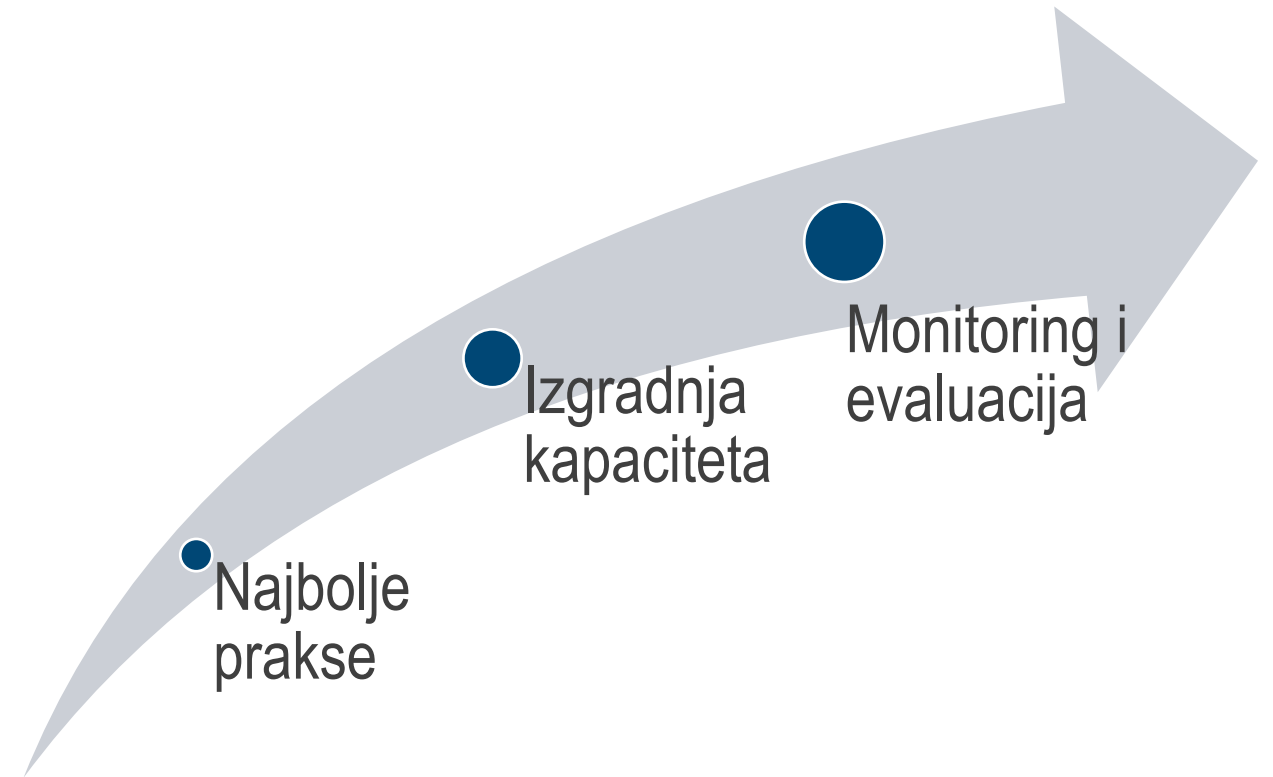 Najbolje
prakse
Izgradnja
kapaciteta
Monitoring i
evaluacija